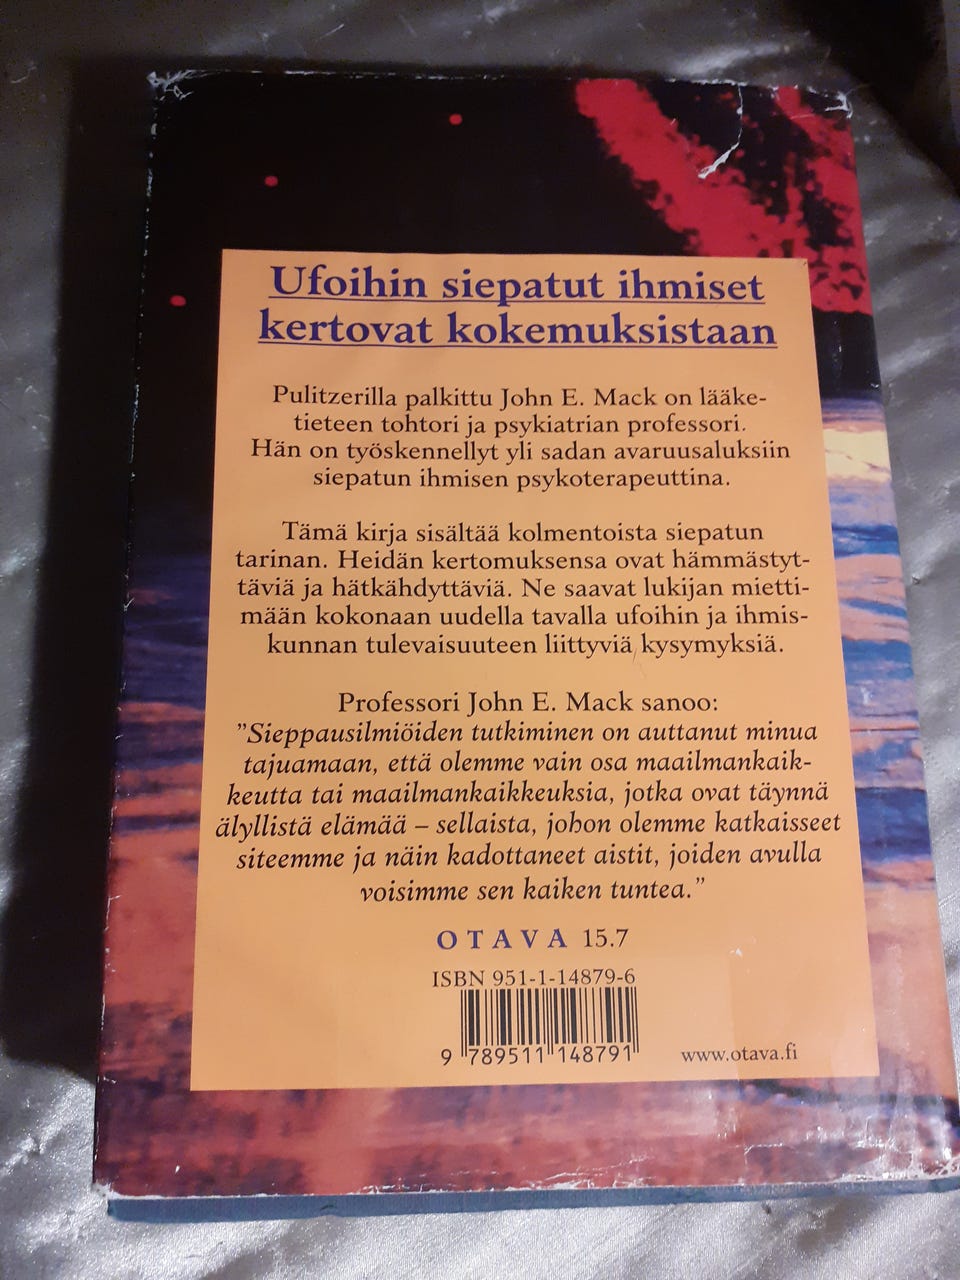 Ufoihin siepatut ihmiset
kertovat kokemuksistaan
Pulitzerilla palkittu John E. Mack on lääke-
tieteen tohtori ja psykiatrian professori.
Hän on työskennellyt yli sadan avaruusaluksiin
siepatun ihmisen psykoterapeuttina.
Tämä kirja sisältää kolmentoista siepatun
tarinan. Heidän kertomuksensa ovat hämmästyt-
täviä ja hätkähdyttäviä. Ne saavat lukijan mietti-
mään kokonaan uudella tavalla ufoihin ja ihmis-
kunnan tulevaisuuteen liittyviä kysymyksiä.
Professori John E. Mack sanoo:
"Sieppausilmiöiden tutkiminen on auttanut minua
tajuamaan, että olemme vain osa maailmankaik-
keutta tai maailmankaikkeuksia, jotka ovat täynnä
älyllistä elämää – sellaista, johon olemme katkaisseet
siteemme ja näin kadottaneet aistit, joiden avulla
voisimme sen kaiken tuntea."
OTAVA 15.7
ISBN 951-1-14879-6
9 789511 148791
www.otava.fi